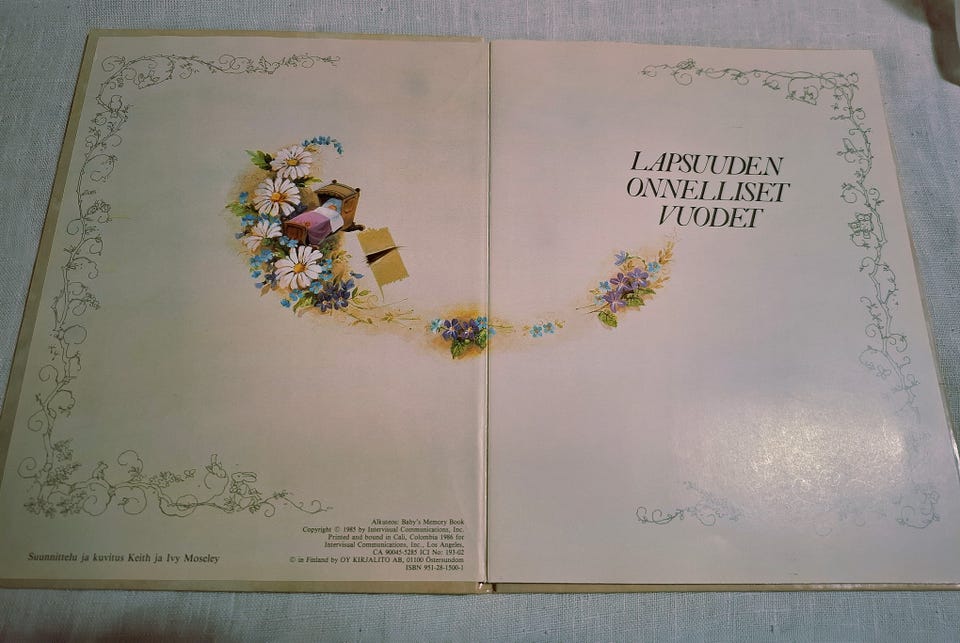 LAPSUUDEN
ONNELLISET
VUODET
Alkuteos: Baby's Memory Book
Copyright © 1985 by Intervisual Communications, Inc.
Printed and bound in Cali, Colombia 1986 for
Intervisual Communications, Inc., Los Angeles,
CA 90045-5285 ICI No: 193-02
© in Finland by OY KIRJALITO AB, 01100 Östersundom
ISBN 951-28-1500-1
Suunnittelu ja kuvitus Keith ja Ivy Moseley